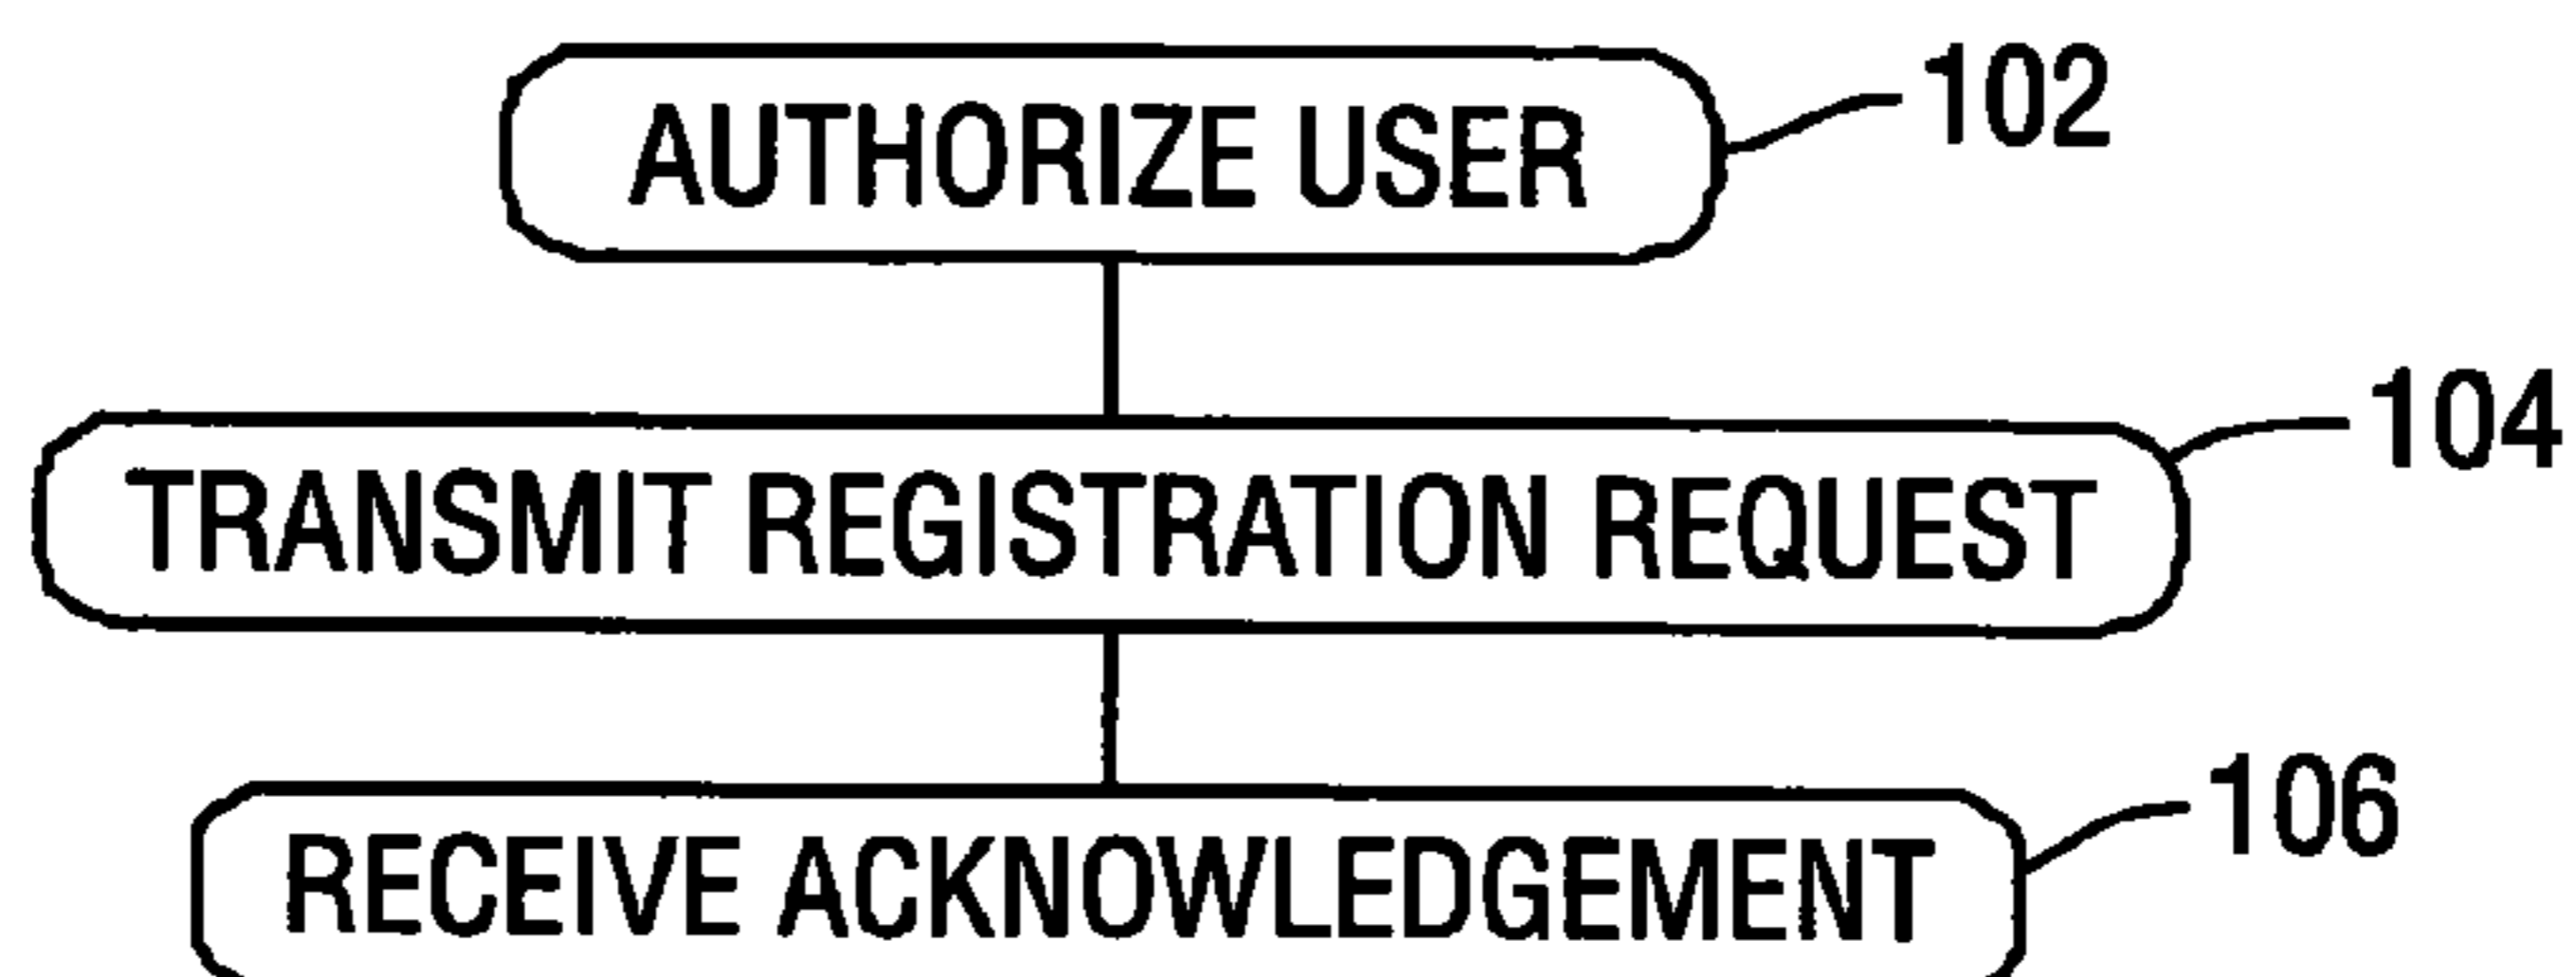 AUTHORIZE USER 102
TRANSMIT REGISTRATION REQUEST 104
RECEIVE ACKNOWLEDGEMENT 106